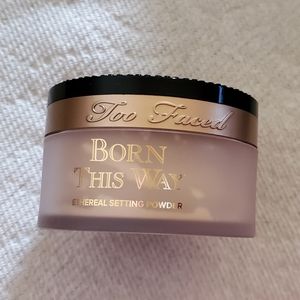 Too Faced
BORN
THIS WAY
ETHEREAL SETTING POWDER